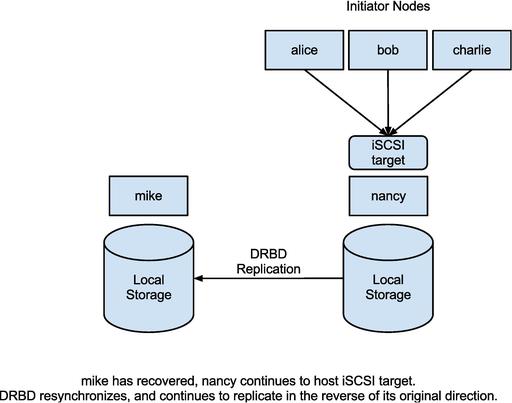 Initiator Nodes
alice
bob
charlie
iSCSI
target
mike
nancy
DRBD
Replication
Local
Storage
Local
Storage
mike has recovered, nancy continues to host iSCSI target.
DRBD resynchronizes, and continues to replicate in the reverse of its original direction.